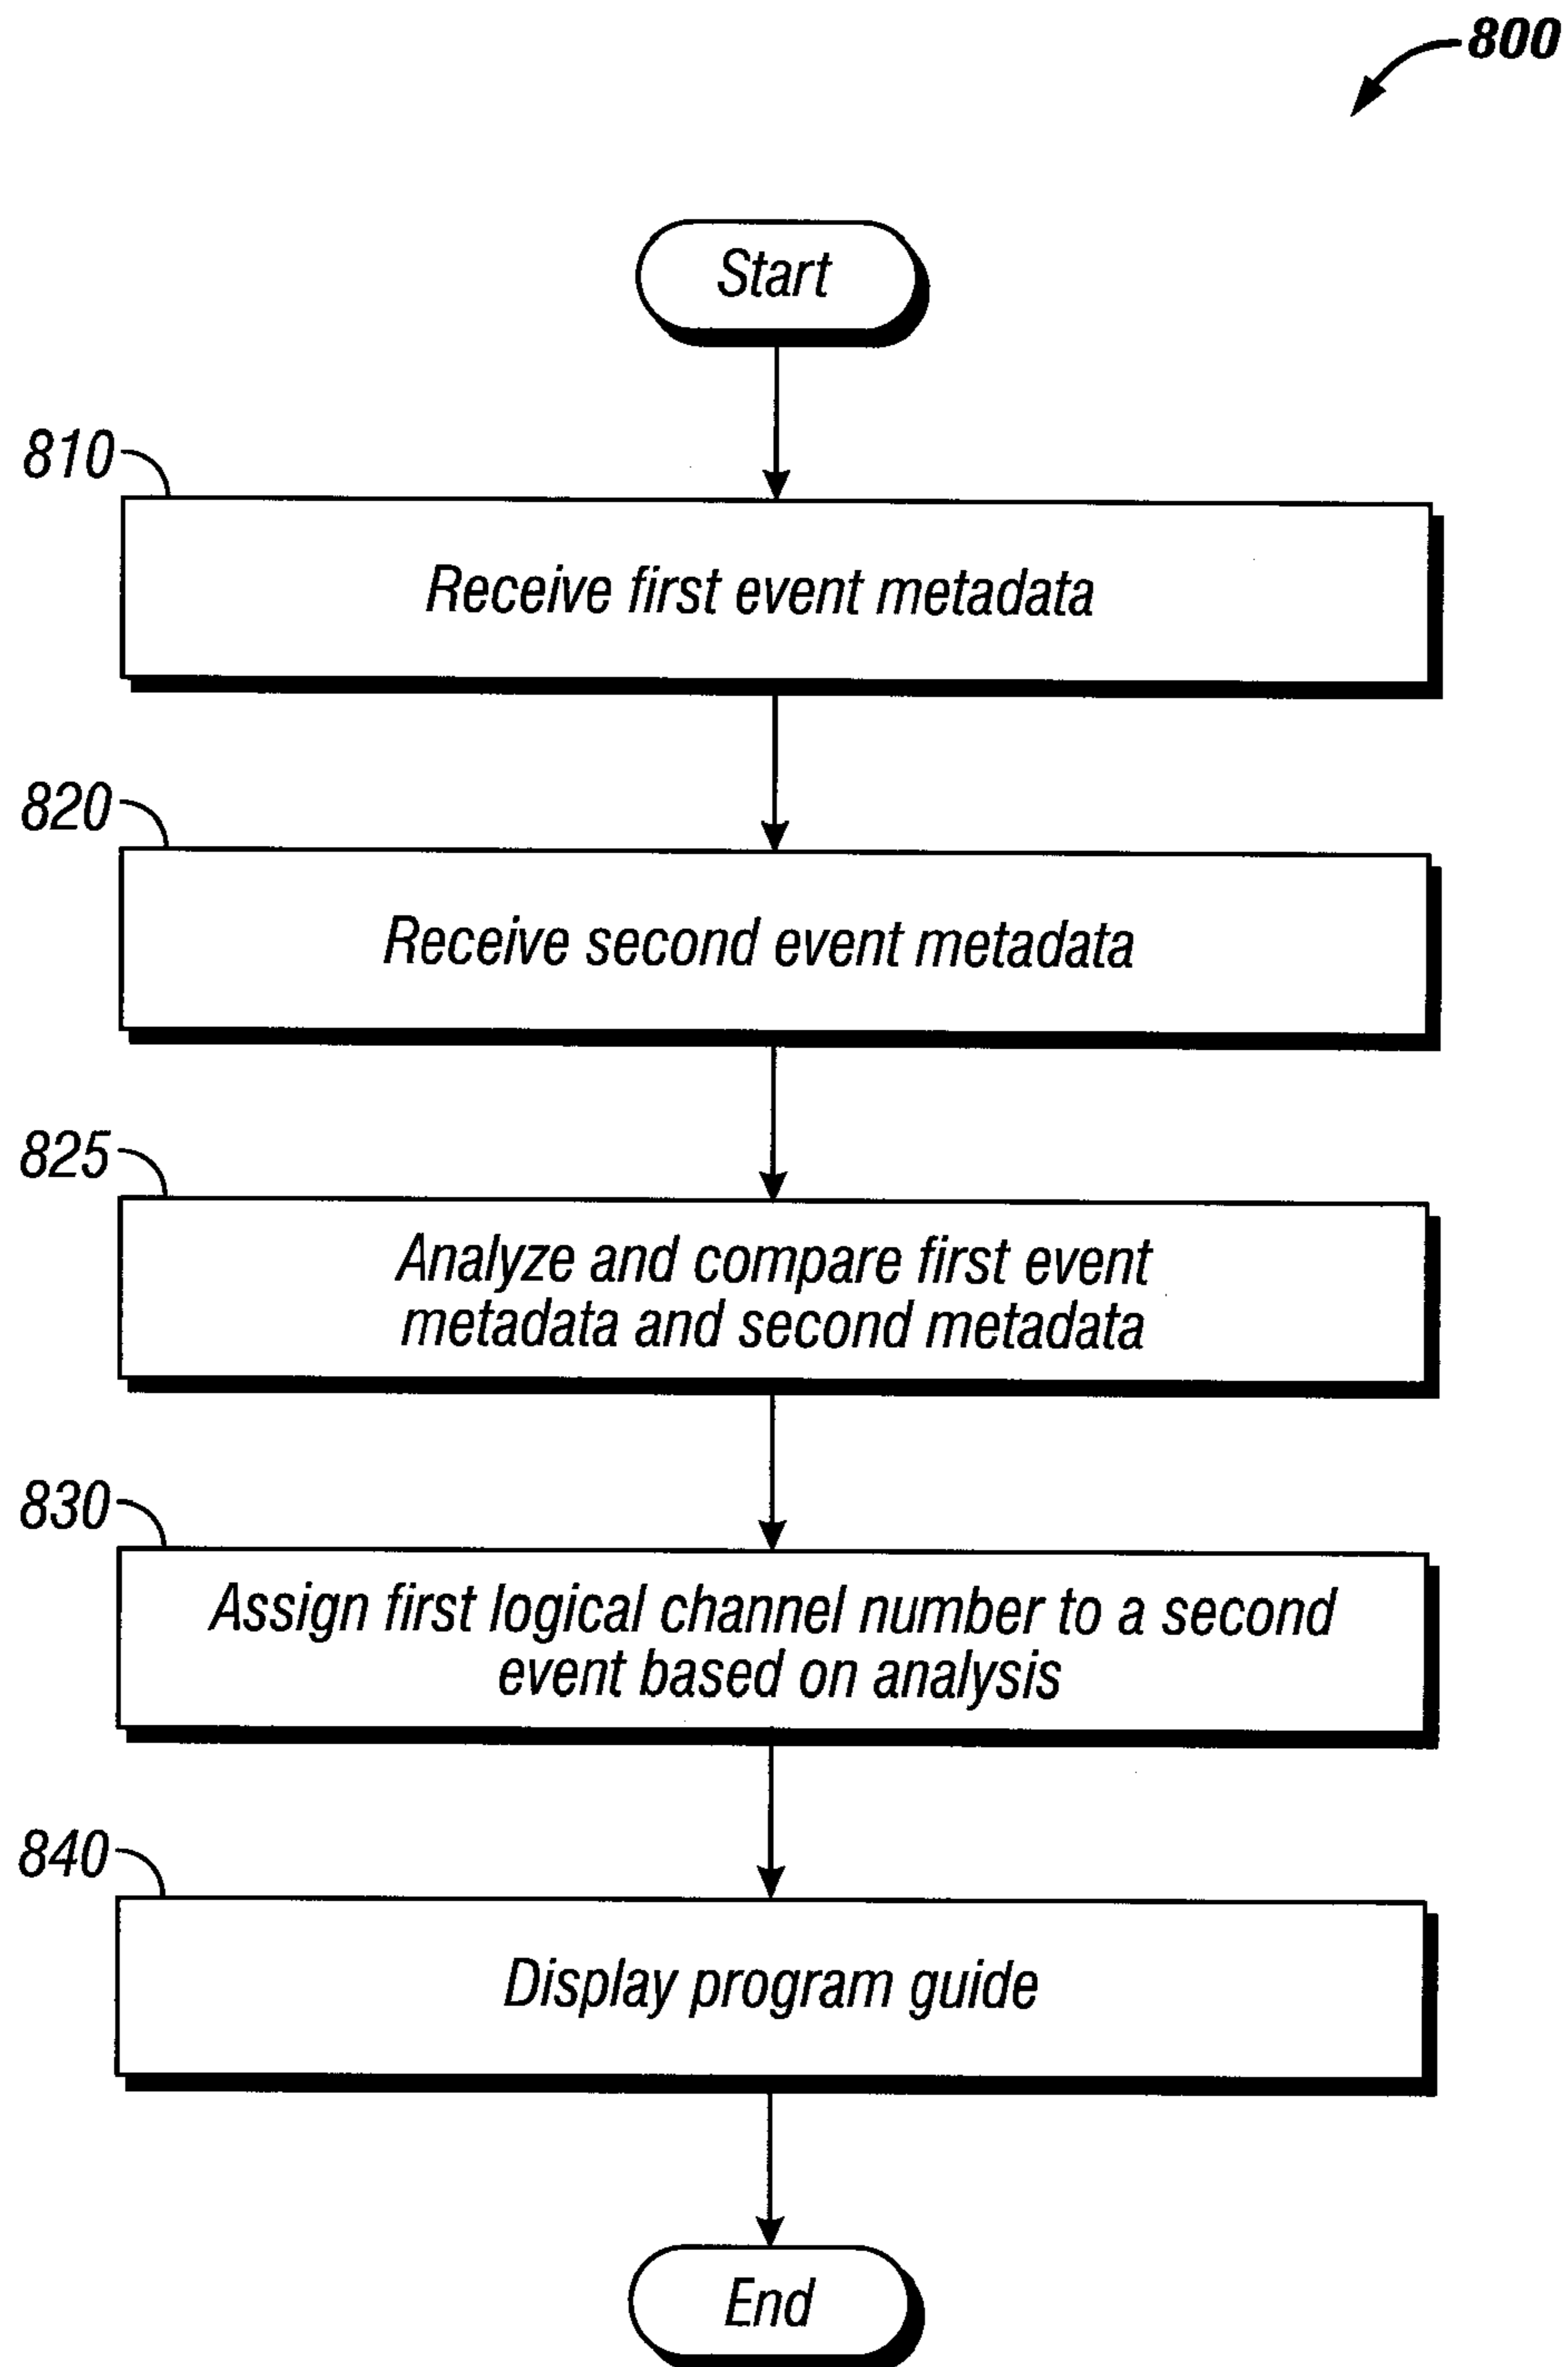 800
Start
810
Receive first event metadata
820
Receive second event metadata
825
Analyze and compare first event
metadata and second metadata
830
Assign first logical channel number to a second
event based on analysis
840
Display program guide
End